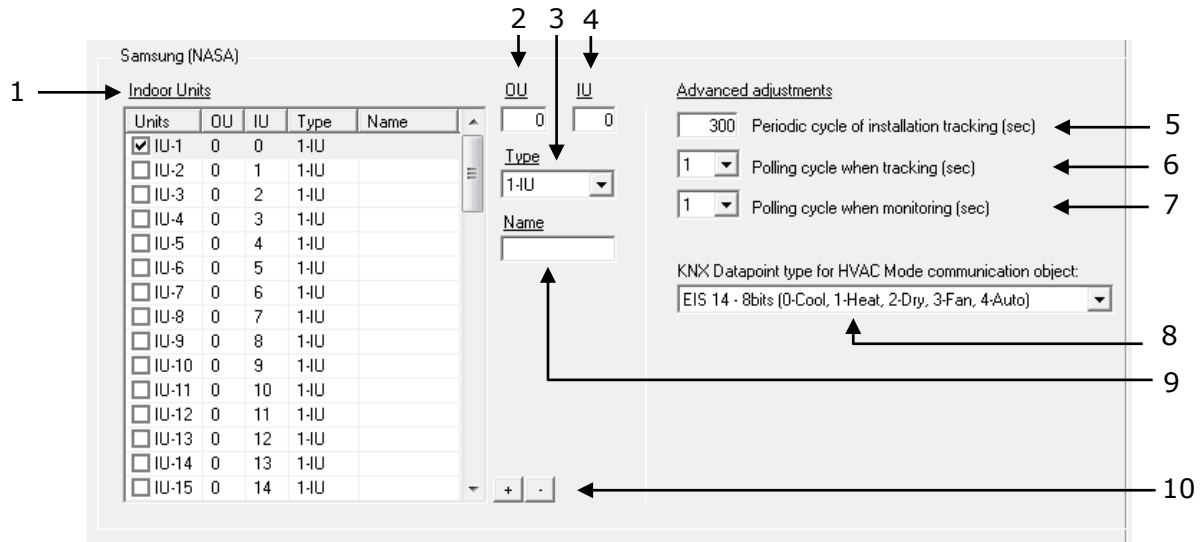 2 3 4
Samsung (NASA)
1 Indoor Units OU IU Advanced adjustments
Units OU IU Type Name 0 0 300 Periodic cycle of installation tracking (sec) 5
IU-1 0 0 1-IU
IU-2 0 1 1-IU Type 1 Polling cycle when tracking (sec) 6
IU-3 0 2 1-IU 1-IU
IU-4 0 3 1-IU Name 1 Polling cycle when monitoring (sec) 7
IU-5 0 4 1-IU
IU-6 0 5 1-IU KNX Datapoint type for HVAC Mode communication object:
IU-7 0 6 1-IU EIS 14 - 8bits (0-Cool, 1-Heat, 2-Dry, 3-Fan, 4-Auto)
IU-8 0 7 1-IU
IU-9 0 8 1-IU 8
IU-10 0 9 1-IU 9
IU-11 0 10 1-IU
IU-12 0 11 1-IU
IU-13 0 12 1-IU
IU-14 0 13 1-IU
IU-15 0 14 1-IU + - 10